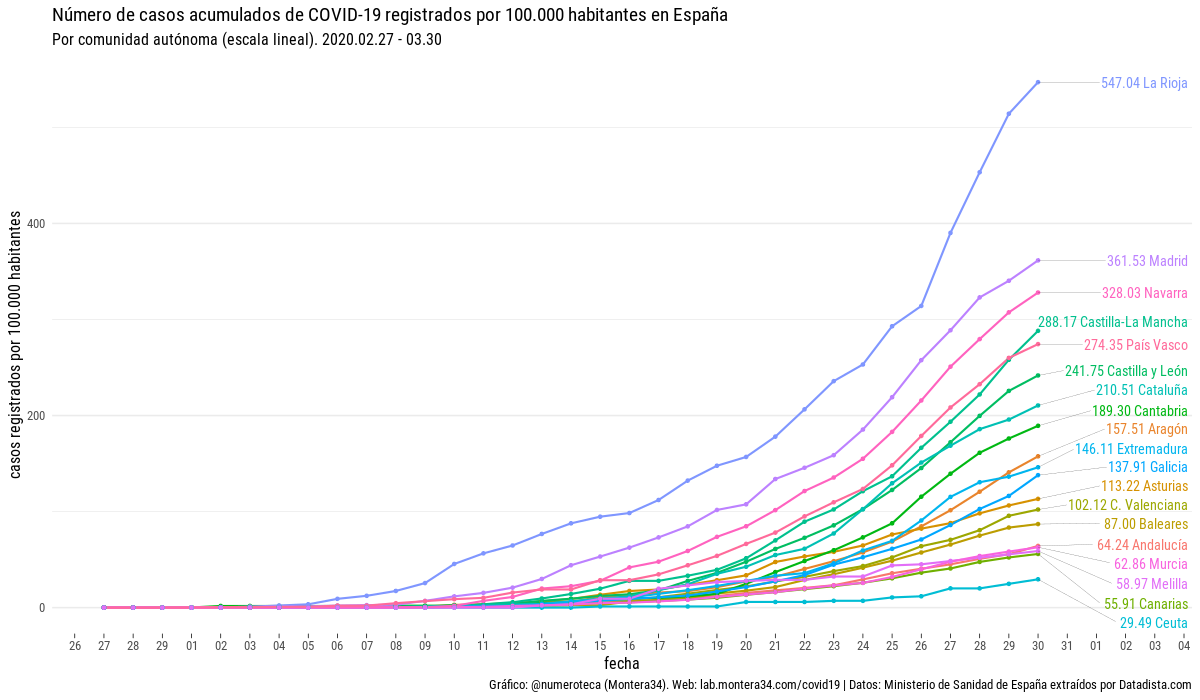 Número de casos acumulados de COVID-19 registrados por 100.000 habitantes en España
Por comunidad autónoma (escala lineal). 2020.02.27 - 03.30
casos registrados por 100.000 habitantes
400
200
0
547.04 La Rioja
361.53 Madrid
328.03 Navarra
288.17 Castilla-La Mancha
274.35 País Vasco
241.75 Castilla y León
210.51 Cataluña
189.30 Cantabria
157.51 Aragón
146.11 Extremadura
137.91 Galicia
113.22 Asturias
102.12 C. Valenciana
87.00 Baleares
64.24 Andalucía
62.86 Murcia
58.97 Melilla
55.91 Canarias
29.49 Ceuta
26 27 28 29 01 02 03 04 05 06 07 08 09 10 11 12 13 14 15 16 17 18 19 20 21 22 23 24 25 26 27 28 29 30 31 01 02 03 04
fecha
Gráfico: @numeroteca (Montera34). Web: lab.montera34.com/covid19 | Datos: Ministerio de Sanidad de España extraídos por Datadista.com